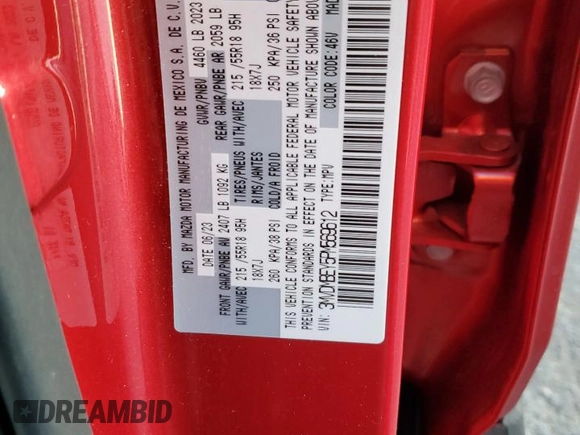 MFD. BY MAZDA MOTOR MANUFACTURING DE MEXICO S.A. DE C.V.
DATE 06/23 GVWR/PNBV 4460 LB 2023
FRONT GAWR/PNBE AV 2407 LB 1092 KG REAR GAWR/PNBE AR 2059 LB
WITH/AVEC TIRES/PNEUS WITH/AVEC
215 /55R18 95H 215 /55R18 95H
18X7J RIMS/JANTES 18X7J
260 KPA/38 PSI COLD/A FROID 250 KPA/36 PSI
THIS VEHICLE CONFORMS TO ALL APPLICABLE FEDERAL MOTOR VEHICLE SAFETY
PREVENTION STANDARDS IN EFFECT ON THE DATE OF MANUFACTURE SHOWN ABOV
VIN: TYPE:MPV COLOR CODE:46V MADE
DREAMBID